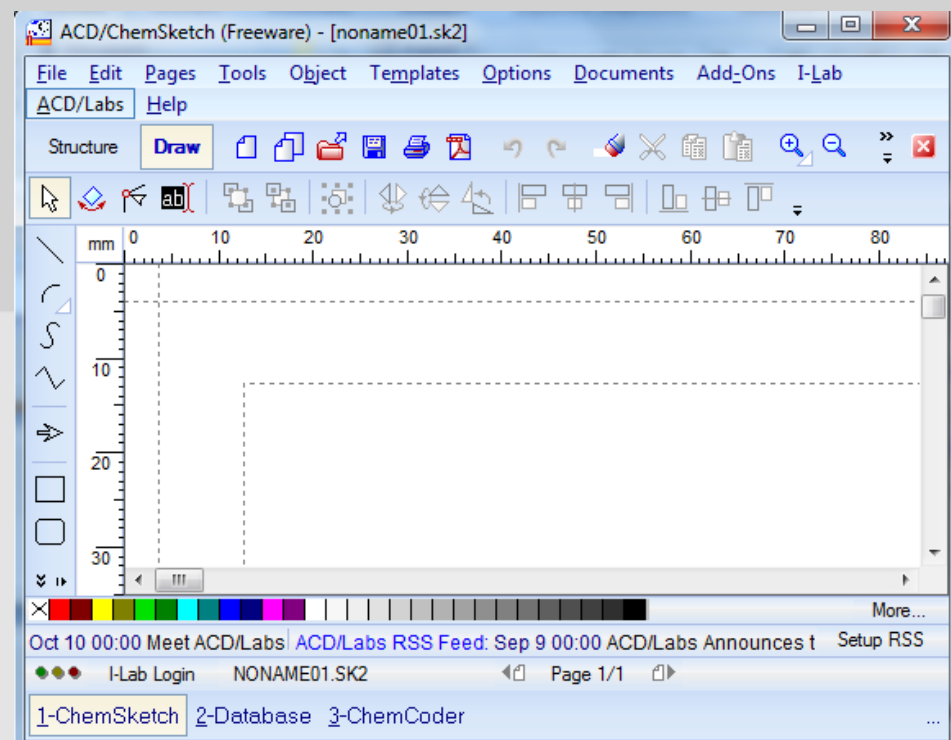 ACD/ChemSketch (Freeware) - [noname01.sk2]
File Edit Pages Tools Object Templates Options Documents Add-Ons I-Lab
ACD/Labs Help
Structure Draw
ab
mm 0 10 20 30 40 50 60 70 80
0
10
20
30
More...
Oct 10 00:00 Meet ACD/Labs ACD/Labs RSS Feed: Sep 9 00:00 ACD/Labs Announces t Setup RSS
I-Lab Login NONAME01.SK2 Page 1/1
1-ChemSketch 2-Database 3-ChemCoder ...